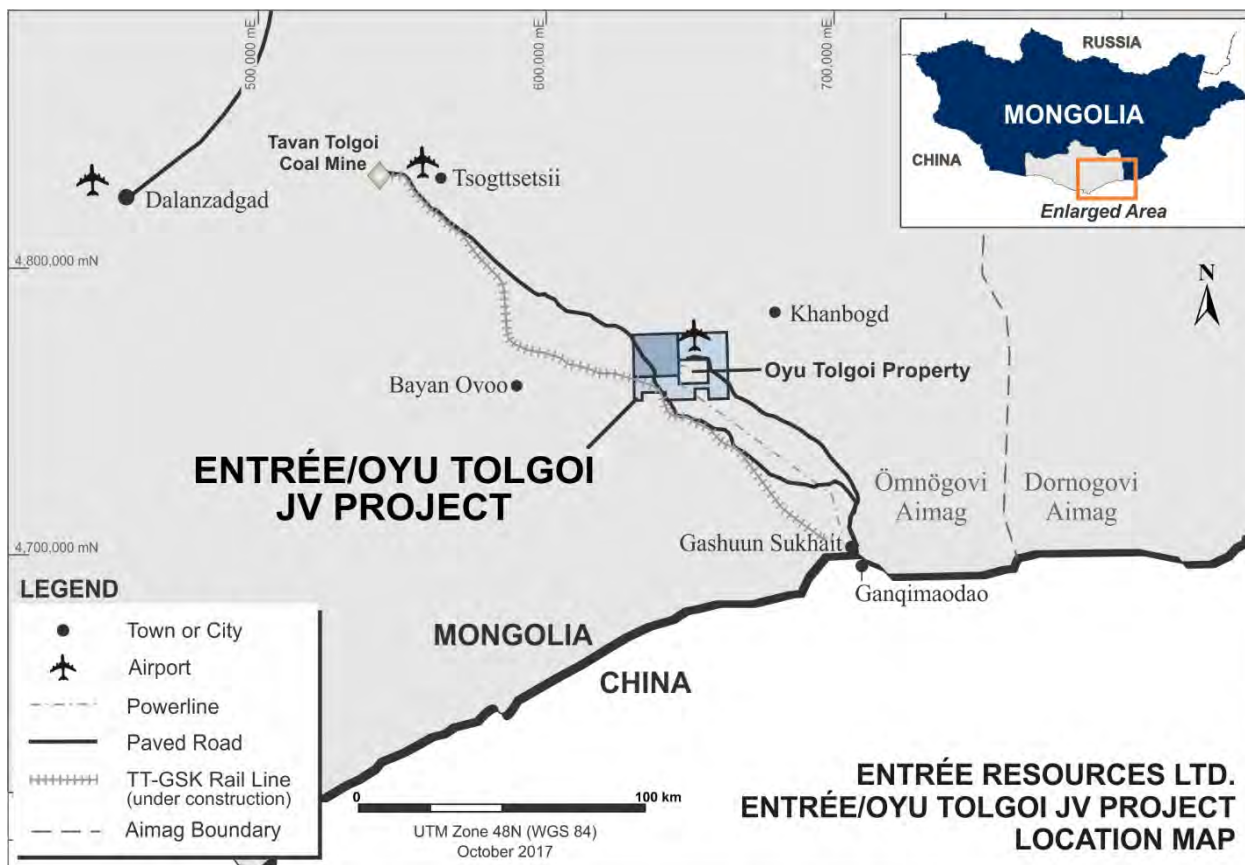 500,000 mE
600,000 mE
700,000 mE
RUSSIA
MONGOLIA
CHINA
Enlarged Area
Tavan Tolgoi
Coal Mine
Tsogttsetsii
Dalanzadgad
4,800,000 mN
N
Khanbogd
Oyu Tolgoi Property
Bayan Ovoo
ENTRÉE/OYU TOLGOI
JV PROJECT
Ömnögovi
Aimag
Dornogovi
Aimag
Gashuun Sukhait
4,700,000 mN
Ganqimaodao
MONGOLIA
CHINA
LEGEND
Town or City
Airport
Powerline
Paved Road
TT-GSK Rail Line
(under construction)
Aimag Boundary
0 100 km
UTM Zone 48N (WGS 84)
October 2017
ENTRÉE RESOURCES LTD.
ENTRÉE/OYU TOLGOI JV PROJECT
LOCATION MAP